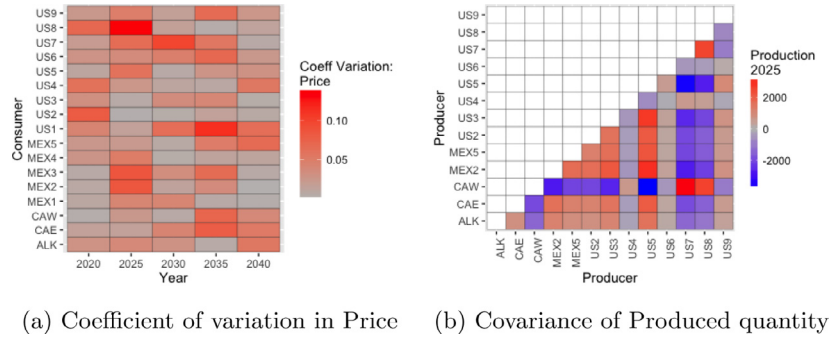 US9
US8
US7
US6
US5
US4
US3
US2
US1
MEX5
MEX4
MEX3
MEX2
MEX1
CAW
CAE
ALK
Consumer
2020 2025 2030 2035 2040
Year
Coeff Variation:
Price
0.10
0.05
US9
US8
US7
US6
US5
US4
US3
US2
MEX5
MEX2
CAW
CAE
ALK
Producer
ALK CAE CAW MEX2 MEX5 US2 US3 US4 US5 US6 US7 US8 US9
Producer
Production
2025
2000
0
-2000
(a) Coefficient of variation in Price
(b) Covariance of Produced quantity